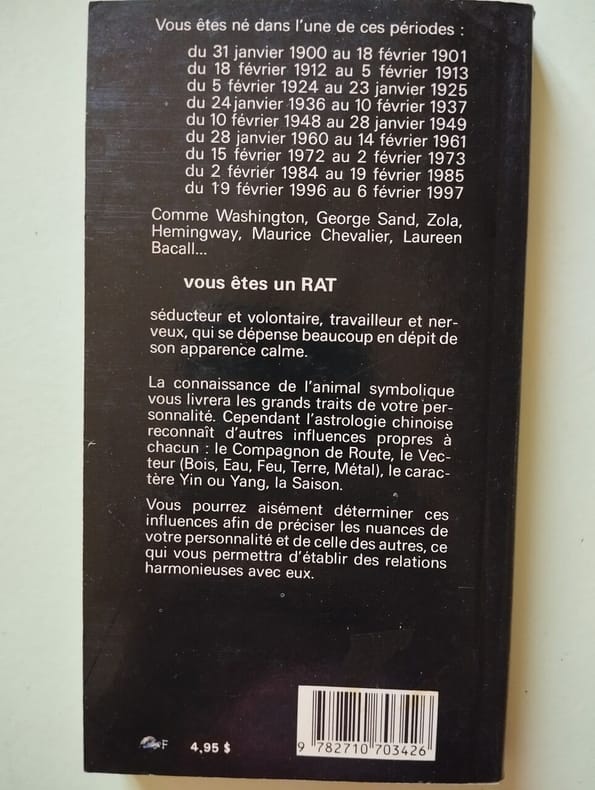 Vous êtes né dans l'une de ces périodes :
du 31 janvier 1900 au 18 février 1901
du 18 février 1912 au 5 février 1913
du 5 février 1924 au 23 janvier 1925
du 24 janvier 1936 au 10 février 1937
du 10 février 1948 au 28 janvier 1949
du 28 janvier 1960 au 14 février 1961
du 15 février 1972 au 2 février 1973
du 2 février 1984 au 19 février 1985
du 19 février 1996 au 6 février 1997
Comme Washington, George Sand, Zola,
Hemingway, Maurice Chevalier, Laureen
Bacall...
vous êtes un RAT
séducteur et volontaire, travailleur et ner-
veux, qui se dépense beaucoup en dépit de
son apparence calme.
La connaissance de l'animal symbolique
vous livrera les grands traits de votre per-
sonnalité. Cependant l'astrologie chinoise
reconnaît d'autres influences propres à
chacun : le Compagnon de Route, le Vec-
teur (Bois, Eau, Feu, Terre, Métal), le carac-
tère Yin ou Yang, la Saison.
Vous pourrez aisément déterminer ces
influences afin de préciser les nuances de
votre personnalité et de celle des autres, ce
qui vous permettra d'établir des relations
harmonieuses avec eux.
F 4,95 $
9 782710 703426